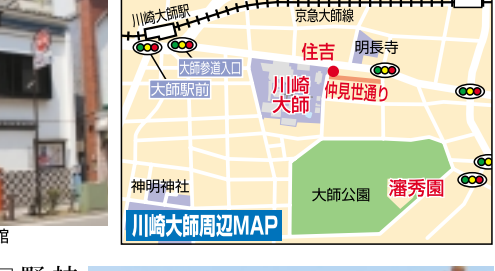 川崎大師駅
京急大師線
住吉
明長寺
大師参道入口
大師駅前
川崎
大師
仲見世通り
神明神社
大師公園
瀋秀園
川崎大師周辺MAP
館